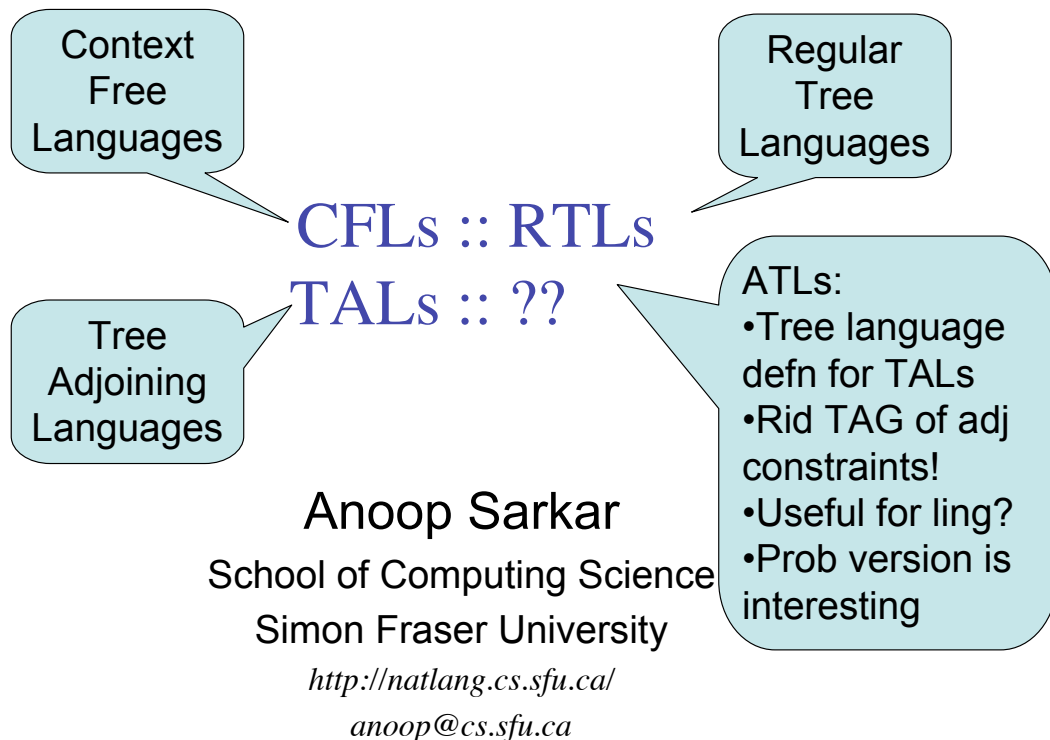 Context
Free
Languages
Regular
Tree
Languages
CFLs :: RTLs
TALs :: ??
Tree
Adjoining
Languages
ATLs:
•Tree language
defn for TALs
•Rid TAG of adj
constraints!
•Useful for ling?
•Prob version is
interesting
Anoop Sarkar
School of Computing Science
Simon Fraser University
http://natlang.cs.sfu.ca/
anoop@cs.sfu.ca